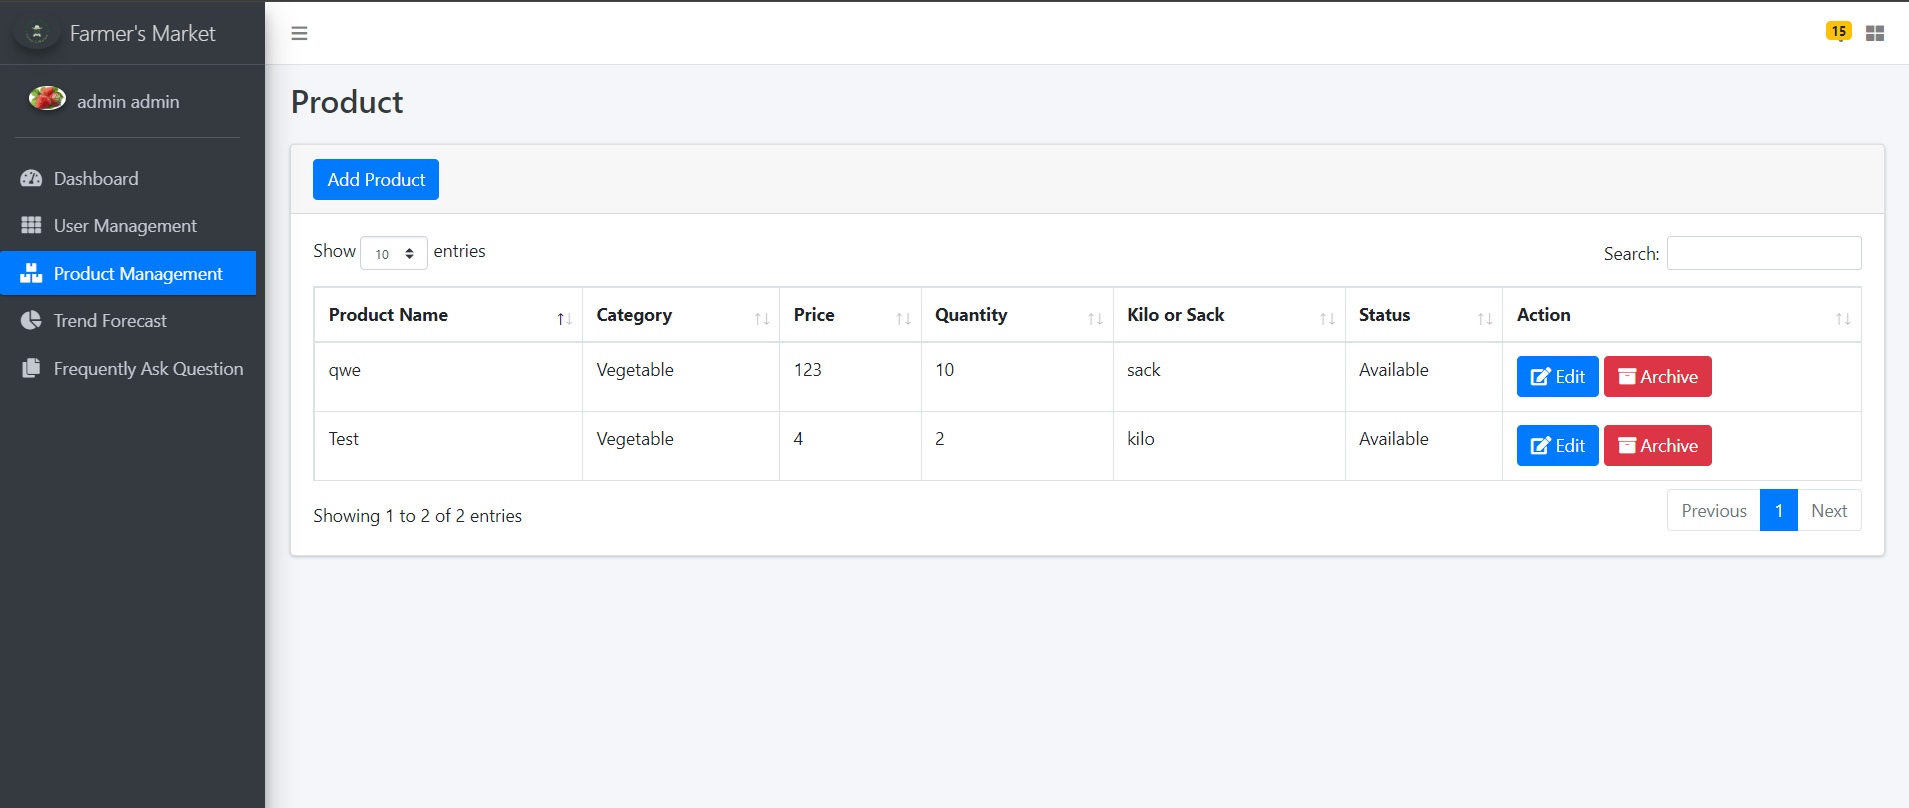 Farmer's Market
15
admin admin
Product
Dashboard
User Management
Product Management
Trend Forecast
Frequently Ask Question
Add Product
Show 10 entries
Search:
Product Name Category Price Quantity Kilo or Sack Status Action
qwe Vegetable 123 10 sack Available Edit Archive
Test Vegetable 4 2 kilo Available Edit Archive
Showing 1 to 2 of 2 entries
Previous 1 Next